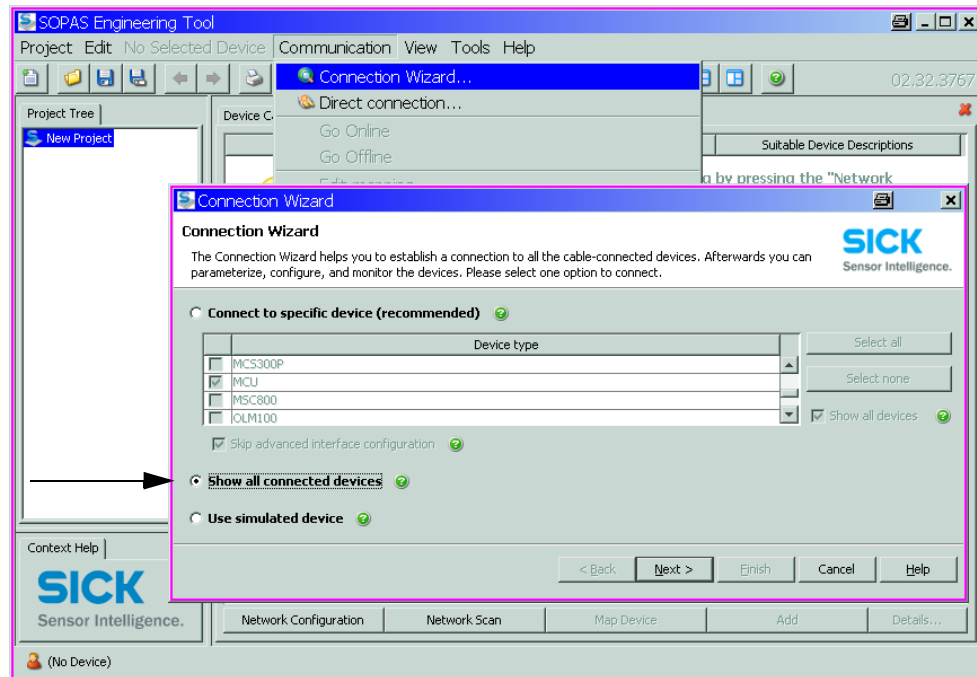 SOPAS Engineering Tool
Project Edit No Selected Device Communication View Tools Help
Connection Wizard...
02.32.3767
Direct connection...
Go Online
Go Offline
Project Tree
Device C
New Project
Suitable Device Descriptions
by pressing the "Network
Connection Wizard
Connection Wizard
The Connection Wizard helps you to establish a connection to all the cable-connected devices. Afterwards you can
parameterize, configure, and monitor the devices. Please select one option to connect.
SICK
Sensor Intelligence.
Connect to specific device (recommended)
Device type
MCS300P
MCU
MSC800
OLM100
Select all
Select none
Show all devices
Skip advanced interface configuration
Show all connected devices
Use simulated device
< Back Next > Finish Cancel Help
Context Help
SICK
Sensor Intelligence.
Network Configuration Network Scan Map Device Add Details...
(No Device)